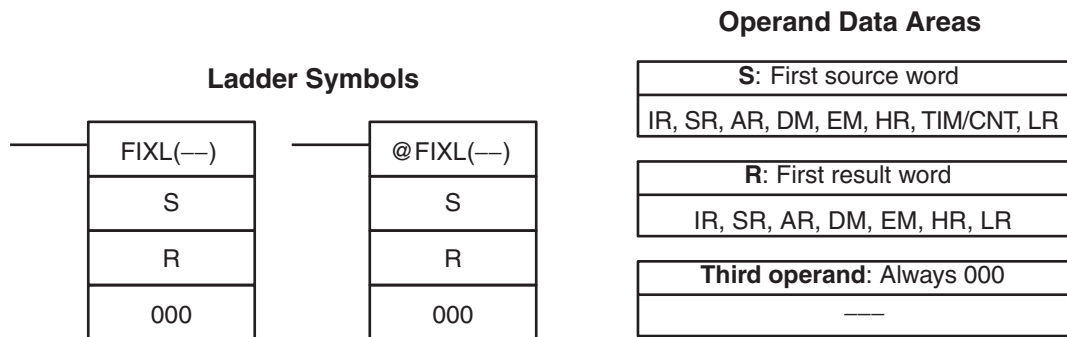 Operand Data Areas
Ladder Symbols
S: First source word
IR, SR, AR, DM, EM, HR, TIM/CNT, LR
FIXL(––)
@FIXL(––)
S
S
R: First result word
IR, SR, AR, DM, EM, HR, LR
R
R
Third operand: Always 000
–––
000
000